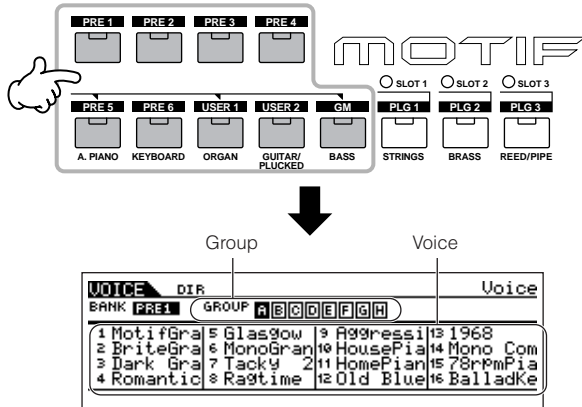 PRE 1 PRE 2 PRE 3 PRE 4
MOTIF
SLOT 1 SLOT 2 SLOT 3
PRE 5 PRE 6 USER 1 USER 2 GM PLG 1 PLG 2 PLG 3
A. PIANO KEYBOARD ORGAN GUITAR/ PLUCKED BASS STRINGS BRASS REED/PIPE
Group Voice
VOICE DIR Voice
BANK PRE1 GROUP A B C D E F G H
1 MotifGra 5 Glasgow 9 Aggressi 13 1968
2 BriteGra 6 MonoGran 10 HousePia 14 Mono Com
3 Dark Gra 7 Tacky 2 11 HomePian 15 78rpmPia
4 Romantic 8 Ragtime 12 Old Blue 16 BalladKe